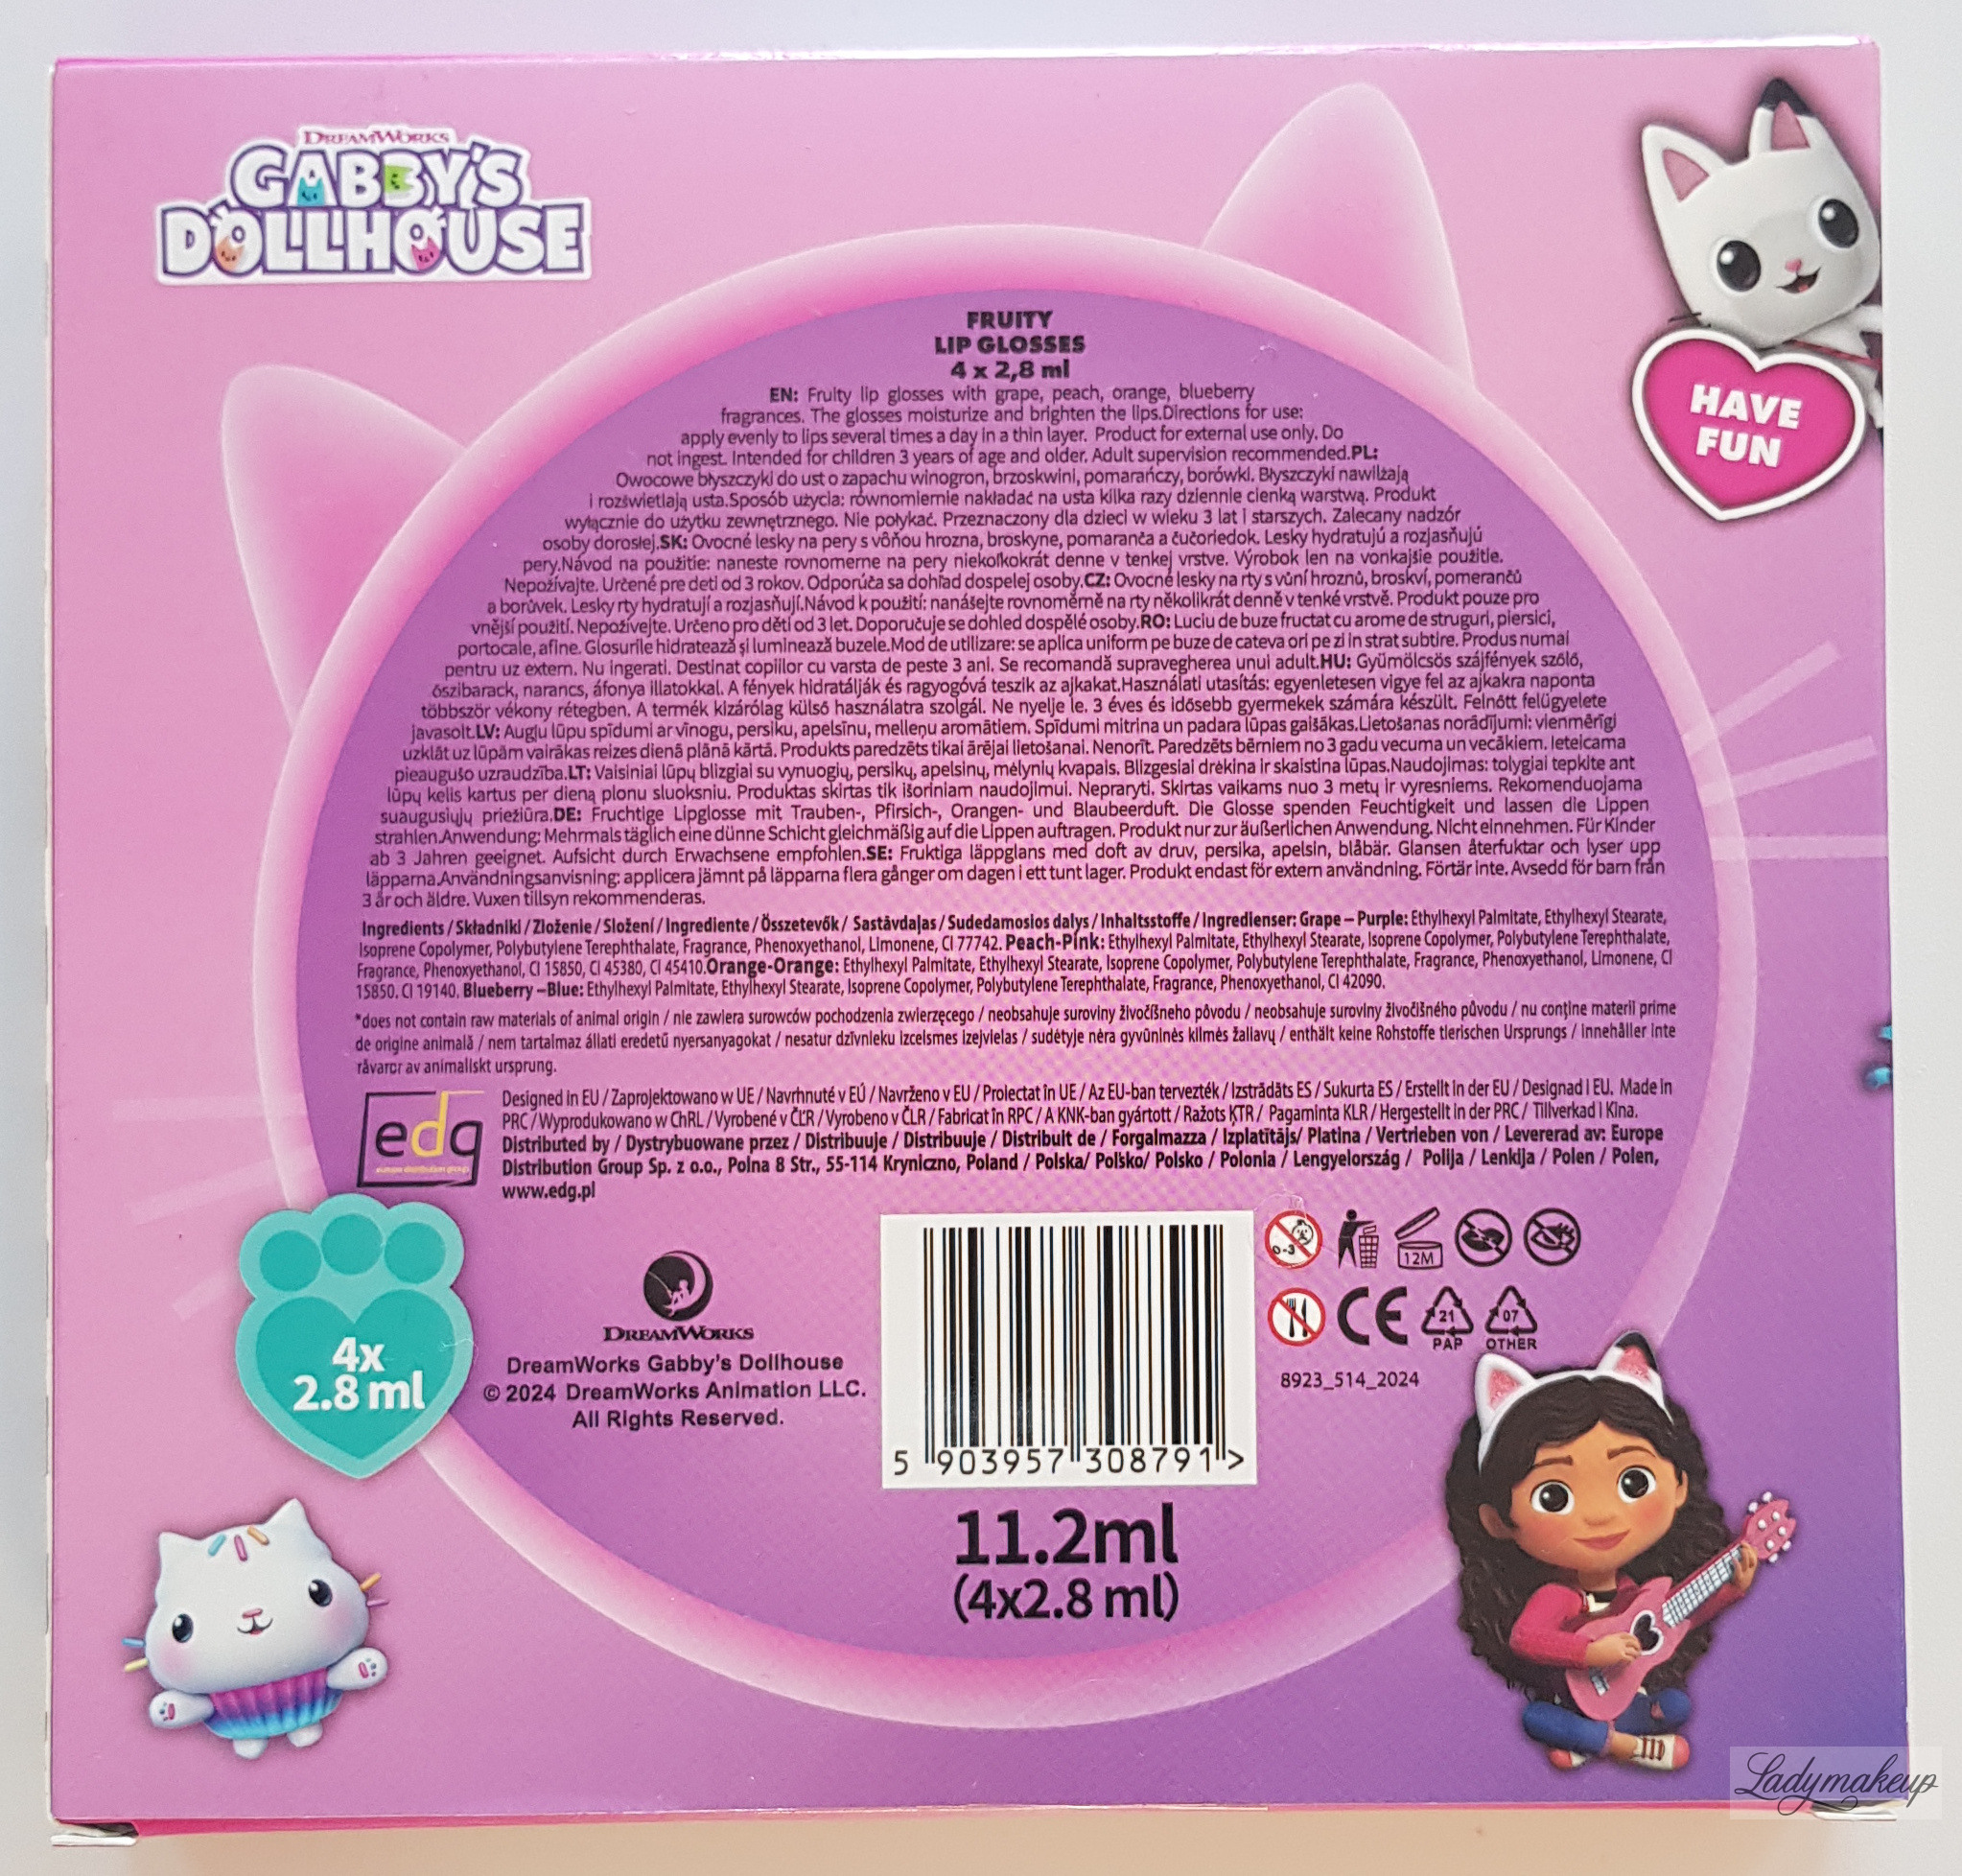 DREAMWORKS
GABBY'S
DOLLHOUSE
HAVE
FUN
FRUITY
LIP GLOSSES
4 x 2,8 ml
EN: Fruity lip glosses with grape, peach, orange, blueberry
fragrances. The glosses moisturize and brighten the lips.Directions for use:
apply evenly to lips several times a day in a thin layer. Product for external use only. Do
not ingest. Intended for children 3 years of age and older. Adult supervision recommended.PL:
Owocowe błyszczyki do ust o zapachu winogron, brzoskwini, pomarańczy, borówki. Błyszczyki nawilżają
i rozświetlają usta.Sposób użycia: równomiernie nakładać na usta kilka razy dziennie cienką warstwą. Produkt
wyłącznie do użytku zewnętrznego. Nie połykać. Przeznaczony dla dzieci w wieku 3 lat i starszych. Zalecany nadzór
osoby dorosłej.SK: Ovocné lesky na pery s vôňou hrozna, broskyne, pomaranča a čučoriedok. Lesky hydratujú a rozjasňujú
pery.Návod na použitie: naneste rovnomerne na pery niekoľkokrát denne v tenkej vrstve. Výrobok len na vonkajšie použitie.
Nepožívajte. Určené pre deti od 3 rokov. Odporúča sa dohľad dospelej osoby.CZ: Ovocné lesky na rty s vůní hroznů, broskví, pomerančů
a borůvek. Lesky rty hydratují a rozjasňují.Návod k použití: nanášejte rovnoměrně na rty několikrát denně v tenké vrstvě. Produkt pouze pro
vnější použití. Nepožívejte. Určeno pro děti od 3 let. Doporučuje se dohled dospělé osoby.RO: Luciu de buze fructat cu arome de struguri, piersici,
portocale, afine. Glosurile hidratează și luminează buzele.Mod de utilizare: se aplica uniform pe buze de cateva ori pe zi in strat subtire. Produs numai
pentru uz extern. Nu ingerati. Destinat copiilor cu varsta de peste 3 ani. Se recomandă supravegherea unui adult.HU: Gyümölcsös szájfények szőlő,
őszibarack, narancs, áfonya illatokkal. A fények hidratálják és ragyogóvá teszik az ajkakat.Használati utasítás: egyenletesen vigye fel az ajkakra naponta
többször vékony rétegben. A termék kizárólag külső használatra szolgál. Ne nyelje le. 3 éves és idősebb gyermekek számára készült. Felnőtt felügyelete
javasolt.LV: Augļu lūpu spīdumi ar vīnogu, persiku, apelsīnu, melleņu aromātiem. Spīdumi mitrina un padara lūpas gaišākas.Lietošanas norādījumi: vienmērīgi
uzklāt uz lūpām vairākas reizes dienā plānā kārtā. Produkts paredzēts tikai ārējai lietošanai. Nenorīt. Paredzēts bērniem no 3 gadu vecuma un vecākiem. Ieteicama
pieaugušo uzraudzība.LT: Vaisiniai lūpų blizgiai su vynuogių, persikų, apelsinų, mėlynių kvapais. Blizgesiai drėkina ir skaistina lūpas.Naudojimas: tolygiai tepkite ant
lūpų kelis kartus per dieną plonu sluoksniu. Produktas skirtas tik išoriniam naudojimui. Nepraryti. Skirtas vaikams nuo 3 metų ir vyresniems. Rekomenduojama
suaugusiųjų priežiūra.DE: Fruchtige Lipglosse mit Trauben-, Pfirsich-, Orangen- und Blaubeerduft. Die Glosse spenden Feuchtigkeit und lassen die Lippen
strahlen.Anwendung: Mehrmals täglich eine dünne Schicht gleichmäßig auf die Lippen auftragen. Produkt nur zur äußerlichen Anwendung. Nicht einnehmen. Für Kinder
ab 3 Jahren geeignet. Aufsicht durch Erwachsene empfohlen.SE: Fruktiga läppglans med doft av druv, persika, apelsin, blåbär. Glansen återfuktar och lyser upp
läpparna.Användningsanvisning: applicera jämnt på läpparna flera gånger om dagen i ett tunt lager. Produkt endast för extern användning. Förtär inte. Avsedd för barn från
3 år och äldre. Vuxen tillsyn rekommenderas.
Ingredients / Składniki / Zloženie / Složení / Ingrediente / Összetevők / Sastāvdaļas / Sudedamosios dalys / Inhaltsstoffe / Ingredienser: Grape – Purple: Ethylhexyl Palmitate, Ethylhexyl Stearate,
Isoprene Copolymer, Polybutylene Terephthalate, Fragrance, Phenoxyethanol, Limonene, CI 77742. Peach-Pink: Ethylhexyl Palmitate, Ethylhexyl Stearate, Isoprene Copolymer, Polybutylene Terephthalate,
Fragrance, Phenoxyethanol, CI 15850, CI 45380, CI 45410.Orange-Orange: Ethylhexyl Palmitate, Ethylhexyl Stearate, Isoprene Copolymer, Polybutylene Terephthalate, Fragrance, Phenoxyethanol, Limonene, CI
15850. CI 19140. Blueberry –Blue: Ethylhexyl Palmitate, Ethylhexyl Stearate, Isoprene Copolymer, Polybutylene Terephthalate, Fragrance, Phenoxyethanol, CI 42090.
*does not contain raw materials of animal origin / nie zawiera surowców pochodzenia zwierzęcego / neobsahuje suroviny živočíšneho pôvodu / neobsahuje suroviny živočišného původu / nu conține materii prime
de origine animală / nem tartalmaz állati eredetű nyersanyagokat / nesatur dzīvnieku izcelsmes izejvielas / sudėtyje nėra gyvūninės kilmės žaliavų / enthält keine Rohstoffe tierischen Ursprungs / Innehåller inte
råvaror av animaliskt ursprung.
edg
europe distribution group
Designed in EU / Zaprojektowano w UE / Navrhnuté v EÚ / Navrženo v EU / Proiectat în UE / Az EU-ban tervezték / Izstrādāts ES / Sukurta ES / Erstellt in der EU / Designad i EU. Made in
PRC / Wyprodukowano w ChRL / Vyrobené v ČĽR / Vyrobeno v ČLR / Fabricat în RPC / A KNK-ban gyártott / Ražots ĶTR / Pagaminta KLR / Hergestellt in der PRC / Tillverkad i Kina.
Distributed by / Dystrybuowane przez / Distribuuje / Distribuuje / Distribuit de / Forgalmazza / Izplatītājs/ Platina / Vertrieben von / Levererad av: Europe
Distribution Group Sp. z o.o., Polna 8 Str., 55-114 Kryniczno, Poland / Polska/ Poľsko/ Polsko / Polonia / Lengyelország / Polija / Lenkija / Polen / Polen,
www.edg.pl
4x
2.8 ml
DREAMWORKS
DreamWorks Gabby's Dollhouse
© 2024 DreamWorks Animation LLC.
All Rights Reserved.
5 903957 308791 >
11.2ml
(4x2.8 ml)
0-3
12M
CE
21
PAP
07
OTHER
8923_514_2024
Ladymakeup